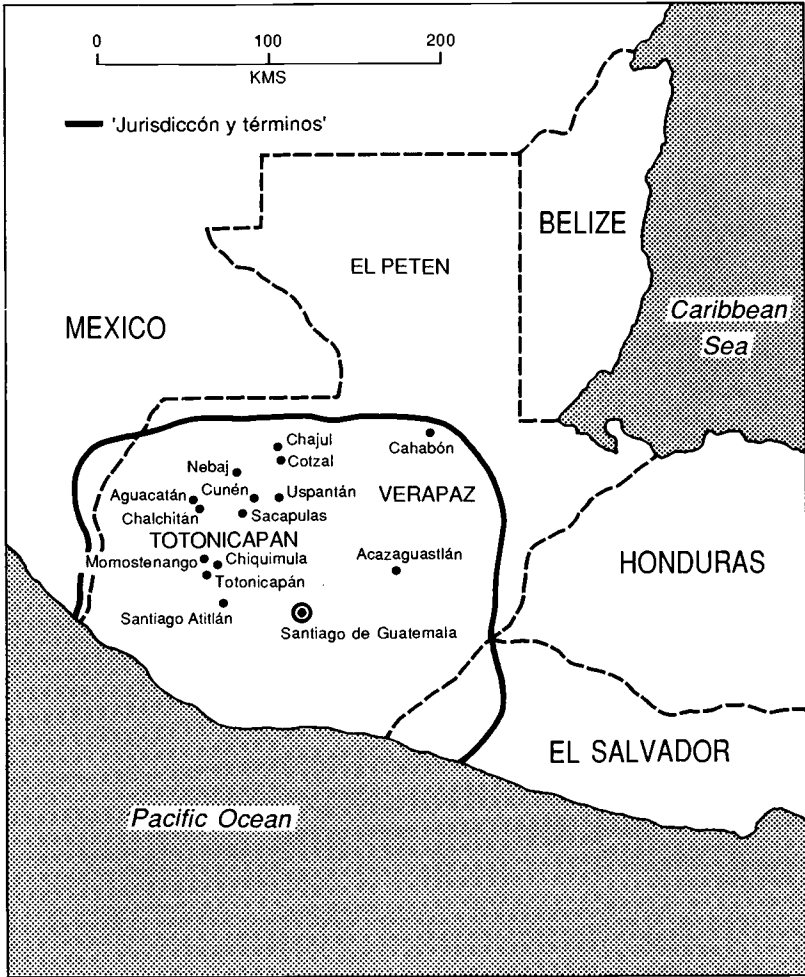 0 100 200
KMS
'Jurisdiccón y términos'
BELIZE
EL PETEN
MEXICO
Caribbean
Sea
Chajul
Cahabón
Cotzal
Nebaj
Aguacatán
Cunén
Uspantán
VERAPAZ
Chalchitán
Sacapulas
TOTONICAPAN
Momostenango
Chiquimula
Acazaguastlán
HONDURAS
Totonicapán
Santiago Atitlán
Santiago de Guatemala
EL SALVADOR
Pacific Ocean